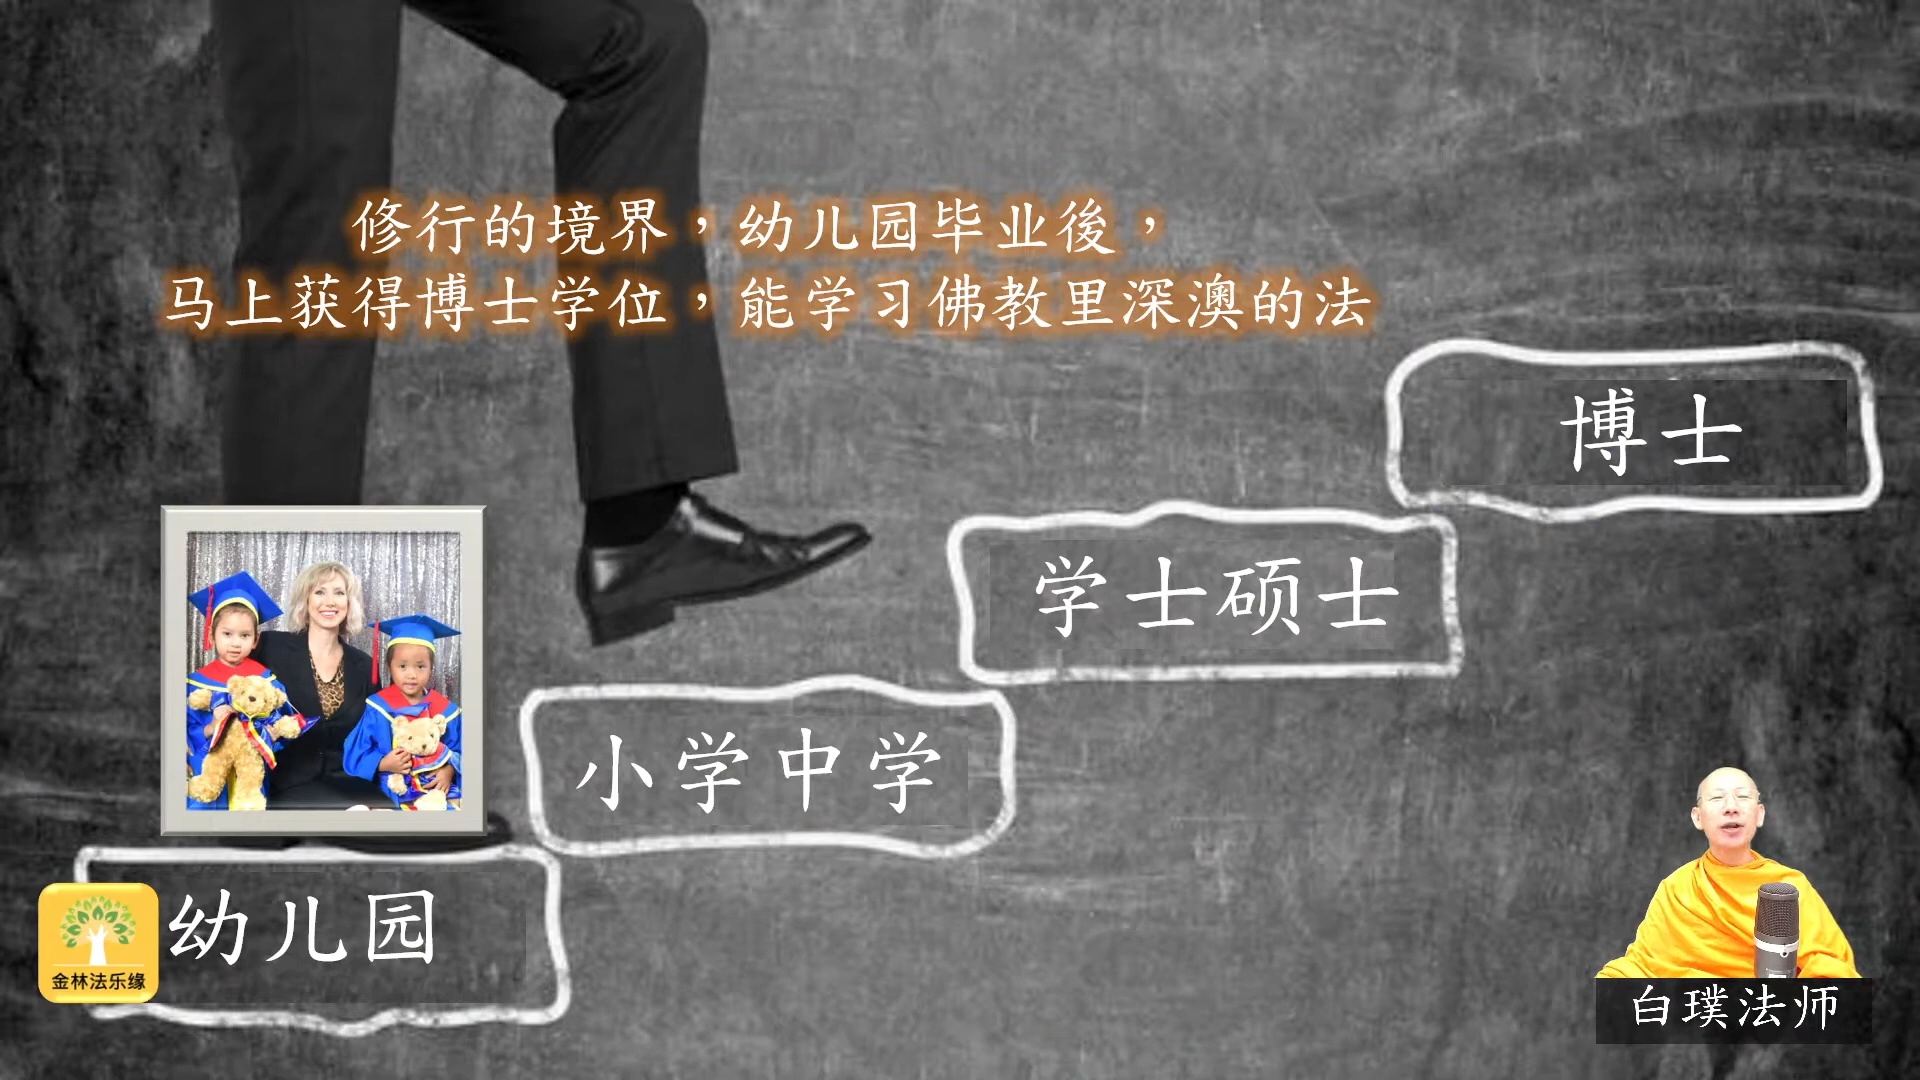 修行的境界，幼儿园毕业後，
马上获得博士学位，能学习佛教里深澳的法
博士
学士硕士
小学中学
幼儿园
金林法乐缘
白璞法师